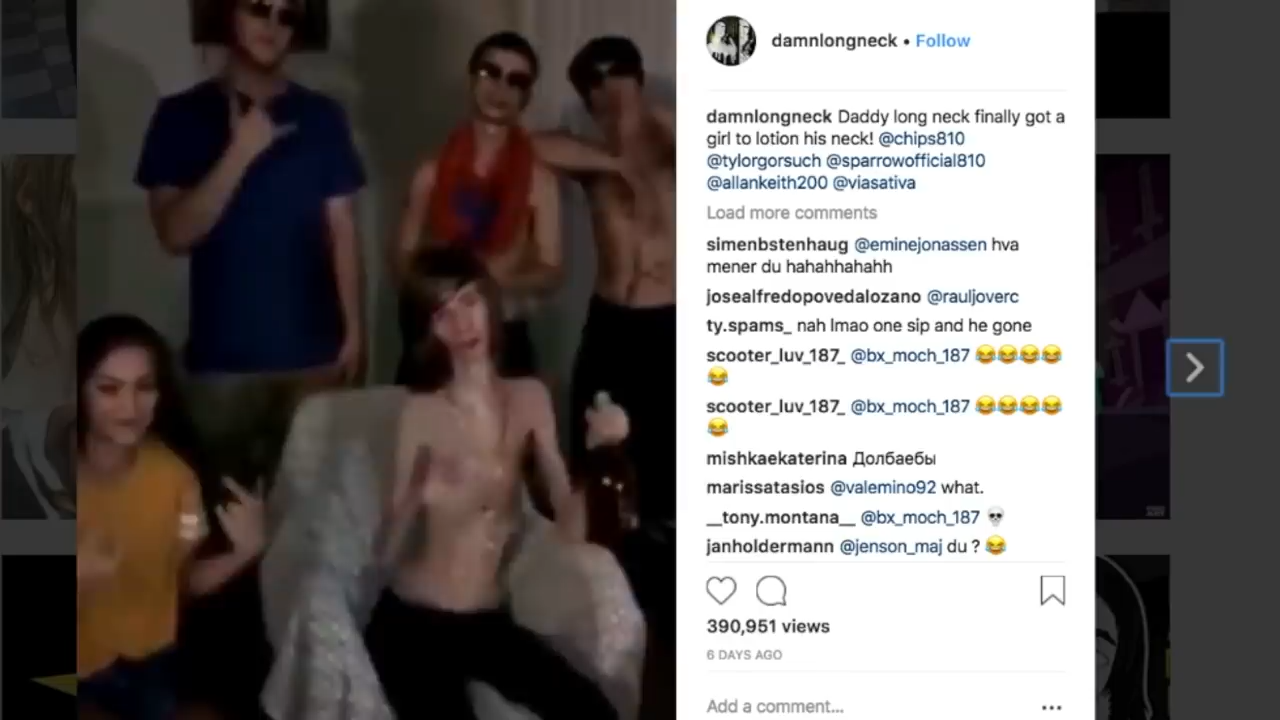 damnlongneck • Follow
damnlongneck Daddy long neck finally got a
girl to lotion his neck! @chips810
@tylorgorsuch @sparrowofficial810
@allankeith200 @viasativa
Load more comments
simenbstenhaug @eminejonassen hva
mener du hahahhahahh
josealfredopovedalozano @rauljoverc
ty.spams_ nah lmao one sip and he gone
scooter_luv_187_ @bx_moch_187 😂😂😂😂
😂
scooter_luv_187_ @bx_moch_187 😂😂😂😂
😂
mishkaekaterina Долбаебы
marissatasios @valemino92 what.
__tony.montana__ @bx_moch_187 💀
janholdermann @jenson_maj du ? 😂
390,951 views
6 DAYS AGO
Add a comment...